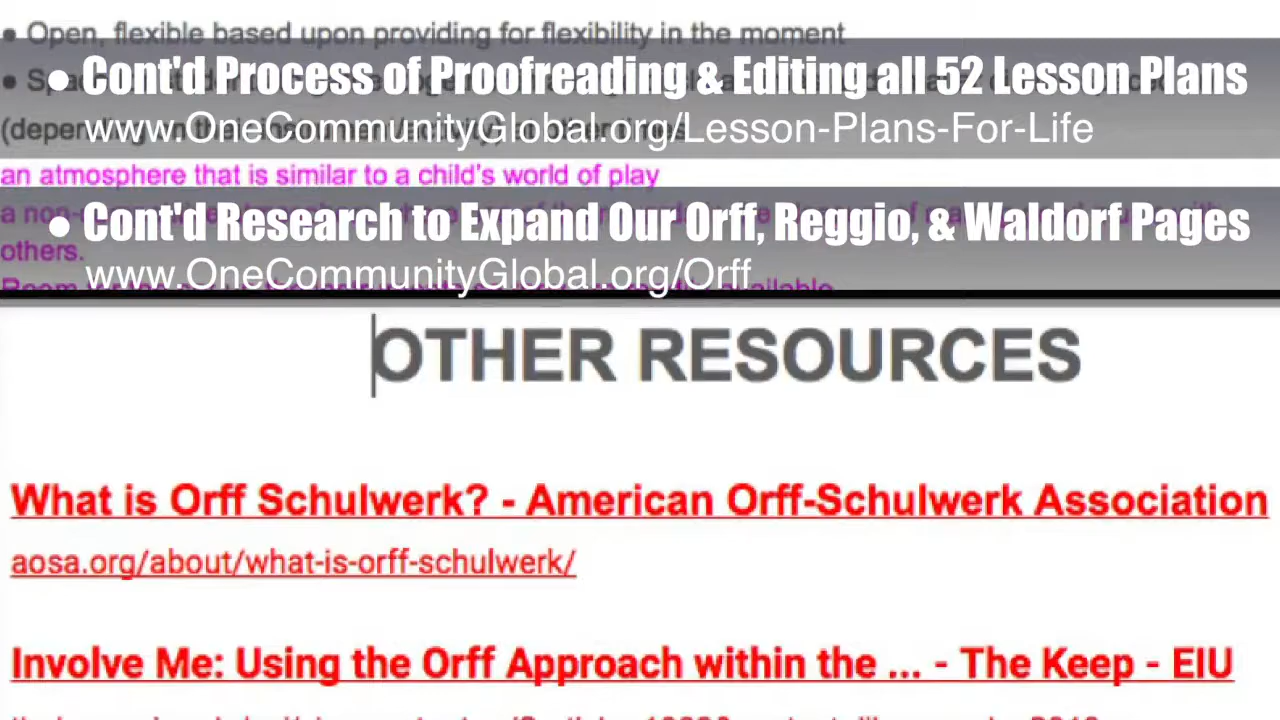 ● Open, flexible based upon providing for flexibility in the moment
● Cont'd Process of Proofreading & Editing all 52 Lesson Plans
www.OneCommunityGlobal.org/Lesson-Plans-For-Life
an atmosphere that is similar to a child's world of play
● Cont'd Research to Expand Our Orff, Reggio, & Waldorf Pages
others.
www.OneCommunityGlobal.org/Orff
OTHER RESOURCES
What is Orff Schulwerk? - American Orff-Schulwerk Association
aosa.org/about/what-is-orff-schulwerk/
Involve Me: Using the Orff Approach within the ... - The Keep - EIU